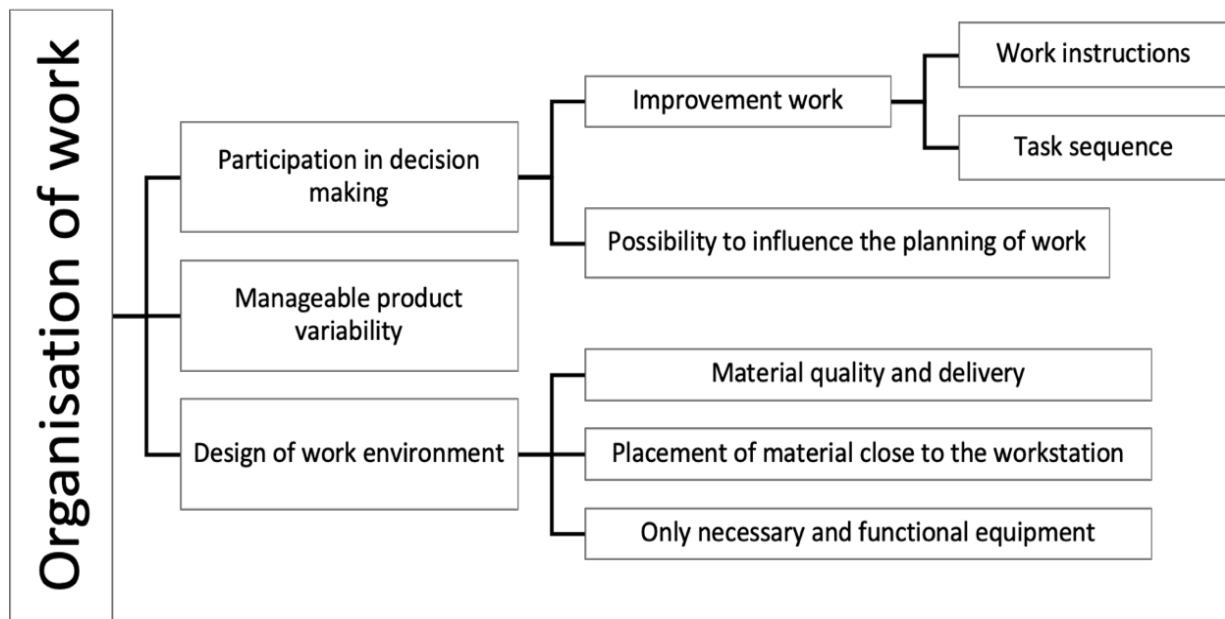 Organisation of work
Participation in decision
making
Improvement work
Work instructions
Task sequence
Possibility to influence the planning of work
Manageable product
variability
Design of work environment
Material quality and delivery
Placement of material close to the workstation
Only necessary and functional equipment